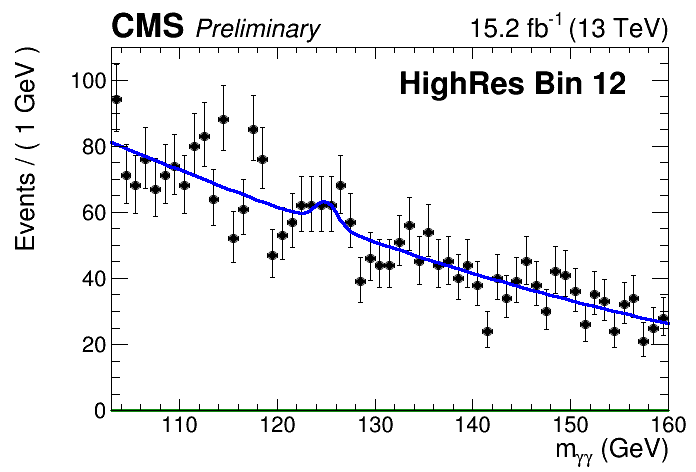 CMS Preliminary 15.2 fb⁻¹ (13 TeV)
HighRes Bin 12
Events / ( 1 GeV )
100
80
60
40
20
0
110 120 130 140 150 160
mγγ (GeV)